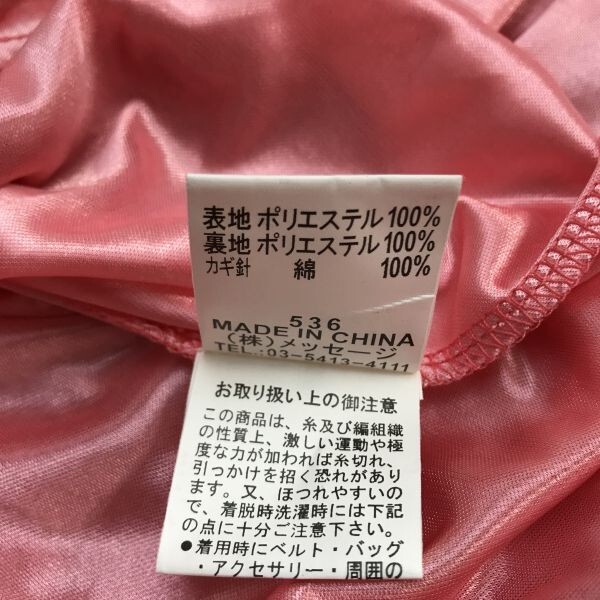 表地 ポリエステル 100%
裏地 ポリエステル 100%
カギ針 綿 100%
536
MADE IN CHINA
(株)メッセージ
TEL.:03-5413-4111
お取り扱い上の御注意
この商品は、糸及び編組織
の性質上、激しい運動や極
度な力が加われば糸切れ、
引っかけを招く恐れがあり
ます。又、ほつれやすいの
で、着脱時洗濯時には下記
の点に十分ご注意下さい。
●着用時にベルト・バッグ
・アクセサリー・周囲の